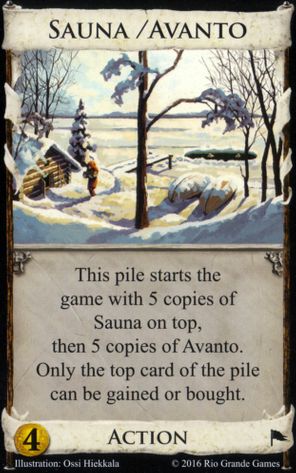 SAUNA / AVANTO
This pile starts the
game with 5 copies of
Sauna on top,
then 5 copies of Avanto.
Only the top card of the pile
can be gained or bought.
4 ACTION
Illustration: Ossi Hiekkala © 2016 Rio Grande Games